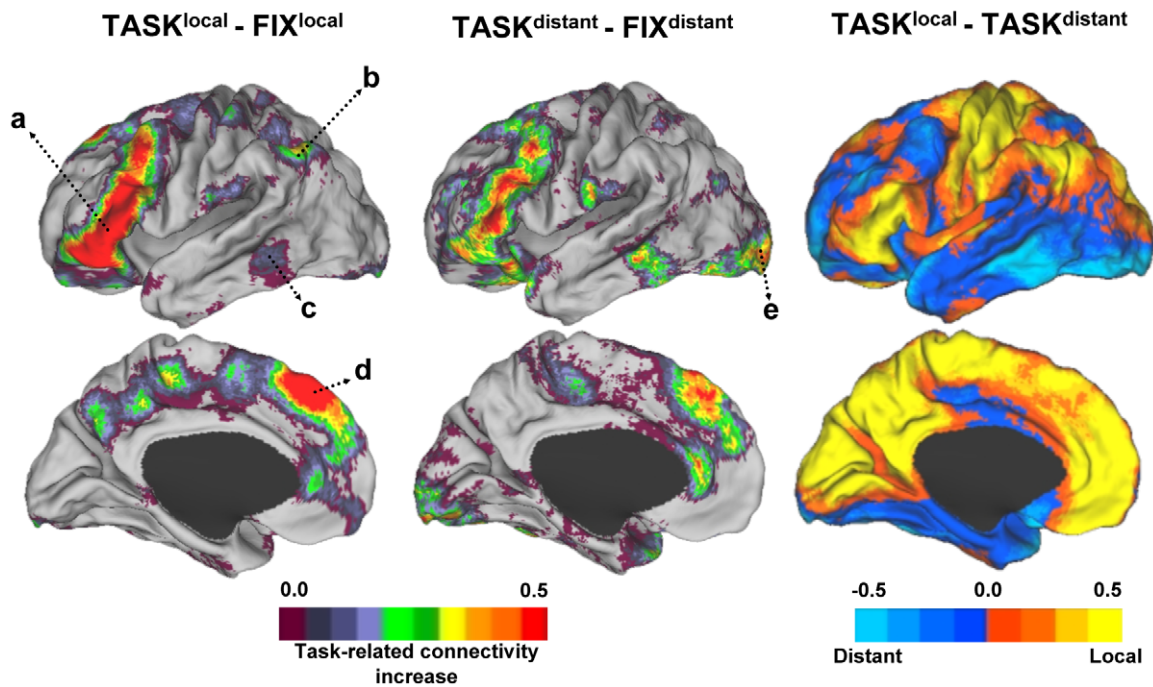 TASKlocal - FIXlocal
TASKdistant - FIXdistant
TASKlocal - TASKdistant
a
b
c
d
e
0.0 0.5
Task-related connectivity
increase
-0.5 0.0 0.5
Distant Local